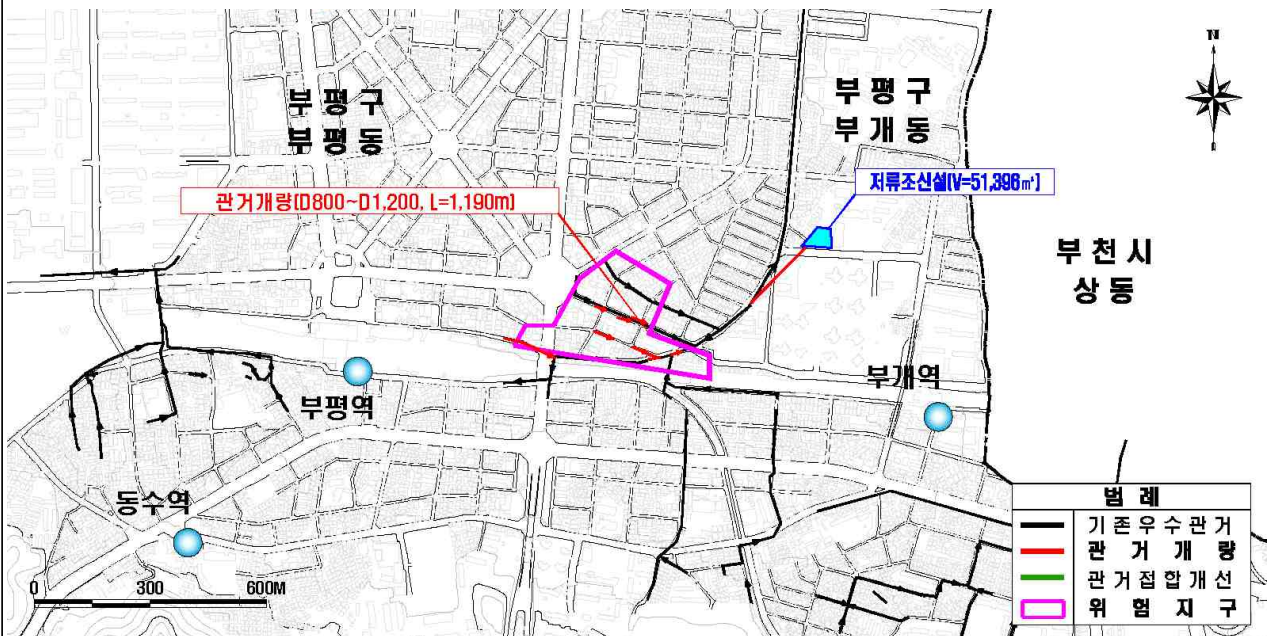 N
부평구
부평동
부평구
부개동
저류조신설(V=51,396㎥)
관거개량(D800~D1,200, L=1,190m)
부천시
상동
부개역
부평역
동수역
0 300 600M
범례
기존우수관거
관거개량
관거접합개선
위험지구